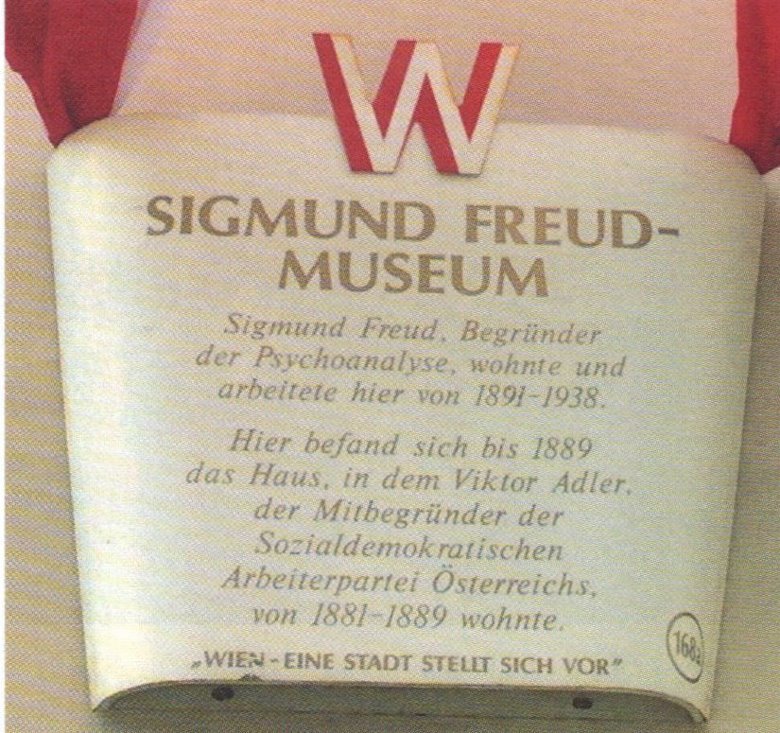 W
SIGMUND FREUD-
MUSEUM
Sigmund Freud, Begründer
der Psychoanalyse, wohnte und
arbeitete hier von 1891-1938.
Hier befand sich bis 1889
das Haus, in dem Viktor Adler,
der Mitbegründer der
Sozialdemokratischen
Arbeiterpartei Österreichs,
von 1881-1889 wohnte.
„WIEN-EINE STADT STELLT SICH VOR"
168a